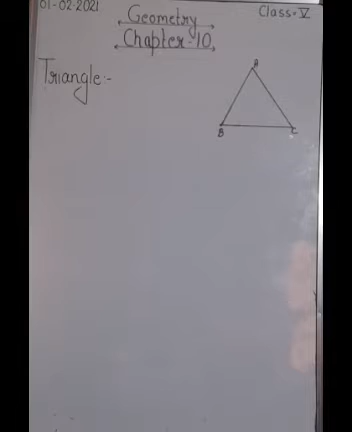 01-02-2021
Geometry
Class-V
Chapter-10
Triangle:-
A
B
C